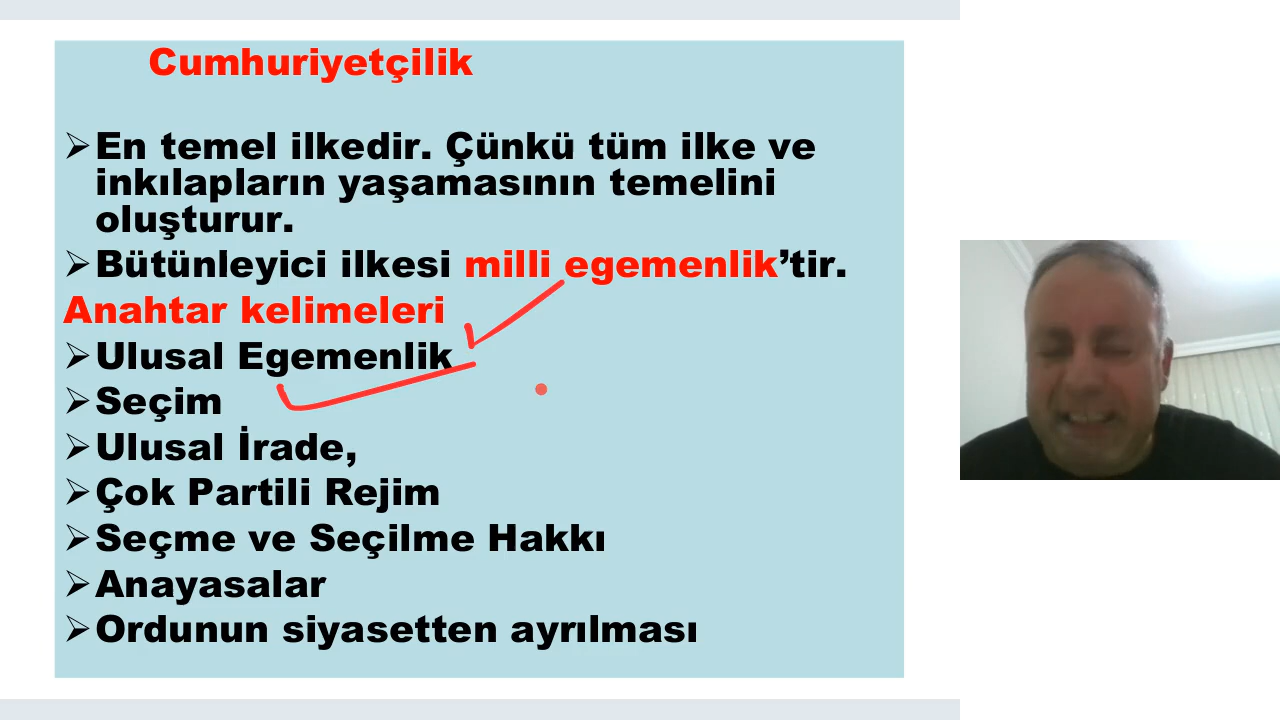 Cumhuriyetçilik
En temel ilkedir. Çünkü tüm ilke ve
inkılapların yaşamasının temelini
oluşturur.
Bütünleyici ilkesi milli egemenlik’tir.
Anahtar kelimeleri
Ulusal Egemenlik
Seçim
Ulusal İrade,
Çok Partili Rejim
Seçme ve Seçilme Hakkı
Anayasalar
Ordunun siyasetten ayrılması